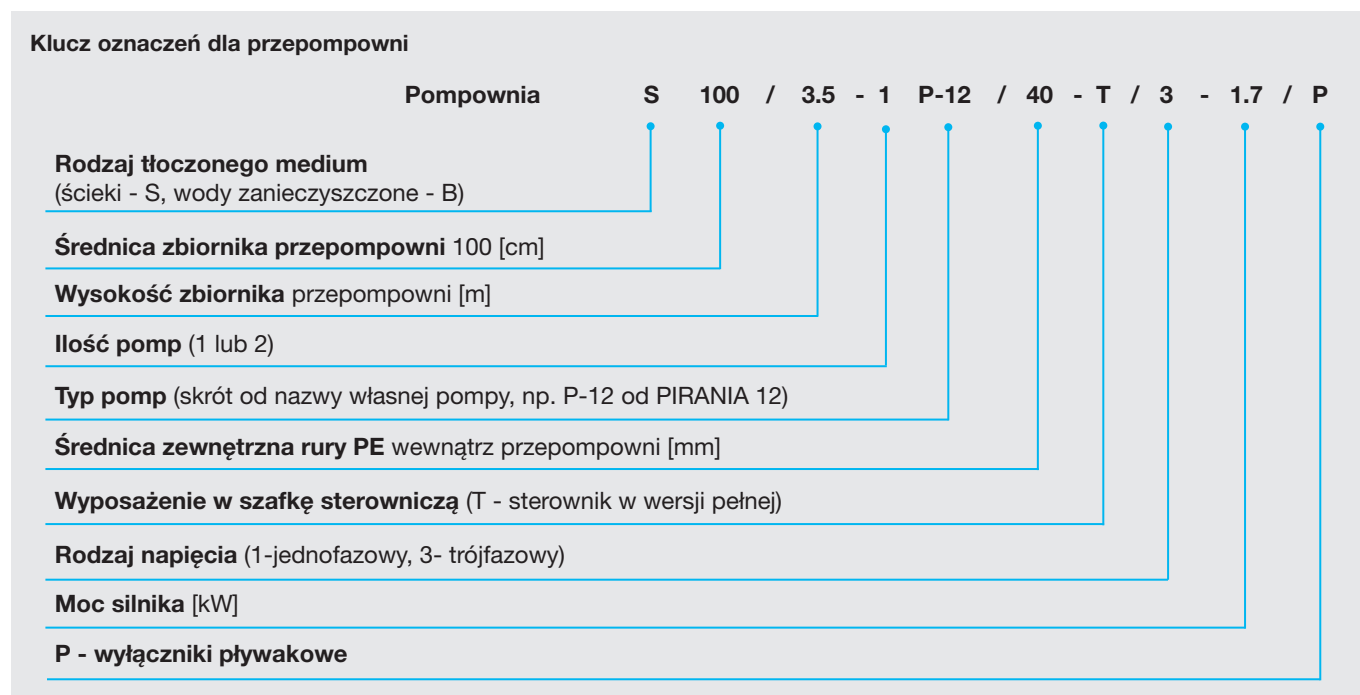 Klucz oznaczeń dla przepompowni
Pompownia S 100 / 3.5 - 1 P-12 / 40 - T / 3 - 1.7 / P
Rodzaj tłoczonego medium
(ścieki - S, wody zanieczyszczone - B)
Średnica zbiornika przepompowni 100 [cm]
Wysokość zbiornika przepompowni [m]
Ilość pomp (1 lub 2)
Typ pomp (skrót od nazwy własnej pompy, np. P-12 od PIRANIA 12)
Średnica zewnętrzna rury PE wewnątrz przepompowni [mm]
Wyposażenie w szafkę sterowniczą (T - sterownik w wersji pełnej)
Rodzaj napięcia (1-jednofazowy, 3- trójfazowy)
Moc silnika [kW]
P - wyłączniki pływakowe